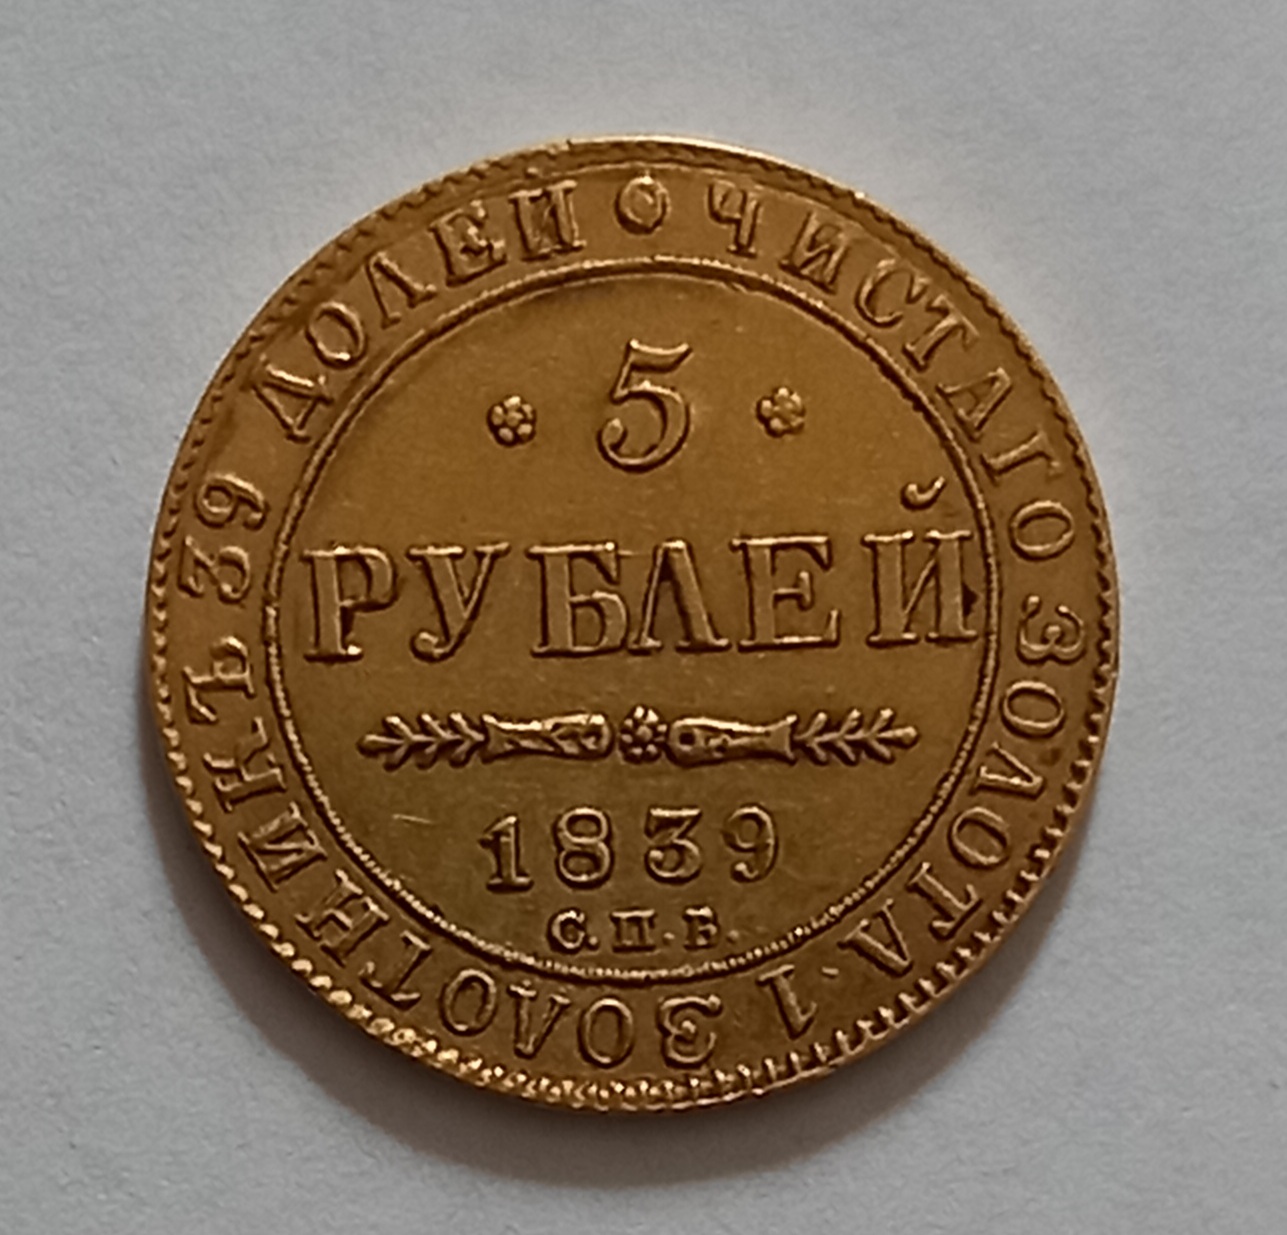 ЧИСТАГО ЗОЛОТА 1 ЗОЛОТНИКЪ 39 ДОЛЕЙ
5
РУБЛЕЙ
1839
С.П.Б.